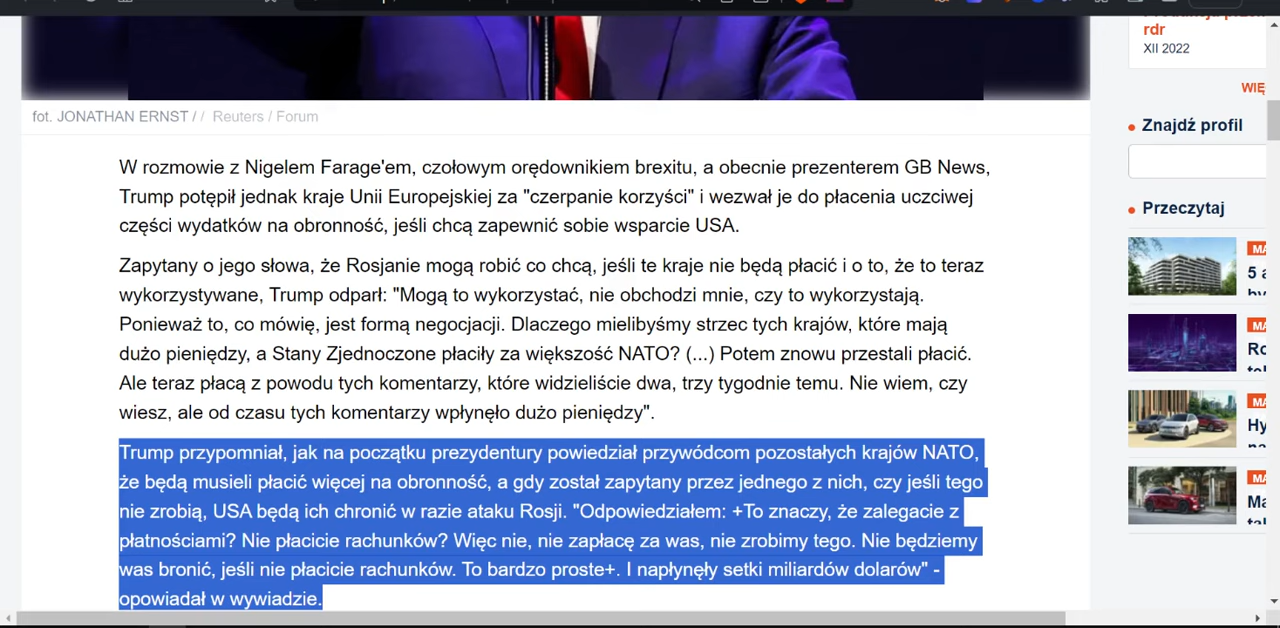 rdr
XII 2022
WIĘ
fot. JONATHAN ERNST / / Reuters / Forum
Znajdź profil
W rozmowie z Nigelem Farage'em, czołowym orędownikiem brexitu, a obecnie prezenterem GB News,
Trump potępił jednak kraje Unii Europejskiej za "czerpanie korzyści" i wezwał je do płacenia uczciwej
części wydatków na obronność, jeśli chcą zapewnić sobie wsparcie USA.
Przeczytaj
Zapytany o jego słowa, że Rosjanie mogą robić co chcą, jeśli te kraje nie będą płacić i o to, że to teraz
wykorzystywane, Trump odparł: "Mogą to wykorzystać, nie obchodzi mnie, czy to wykorzystają.
Ponieważ to, co mówię, jest formą negocjacji. Dlaczego mielibyśmy strzec tych krajów, które mają
dużo pieniędzy, a Stany Zjednoczone płaciły za większość NATO? (...) Potem znowu przestali płacić.
Ale teraz płacą z powodu tych komentarzy, które widzieliście dwa, trzy tygodnie temu. Nie wiem, czy
wiesz, ale od czasu tych komentarzy wpłynęło dużo pieniędzy".
Trump przypomniał, jak na początku prezydentury powiedział przywódcom pozostałych krajów NATO,
że będą musieli płacić więcej na obronność, a gdy został zapytany przez jednego z nich, czy jeśli tego
nie zrobią, USA będą ich chronić w razie ataku Rosji. "Odpowiedziałem: +To znaczy, że zalegacie z
płatnościami? Nie płacicie rachunków? Więc nie, nie zapłacę za was, nie zrobimy tego. Nie będziemy
was bronić, jeśli nie płacicie rachunków. To bardzo proste+. I napłynęły setki miliardów dolarów" -
opowiadał w wywiadzie.
MA
5 a
MA
Ro
MA
Hy
MA
Ma